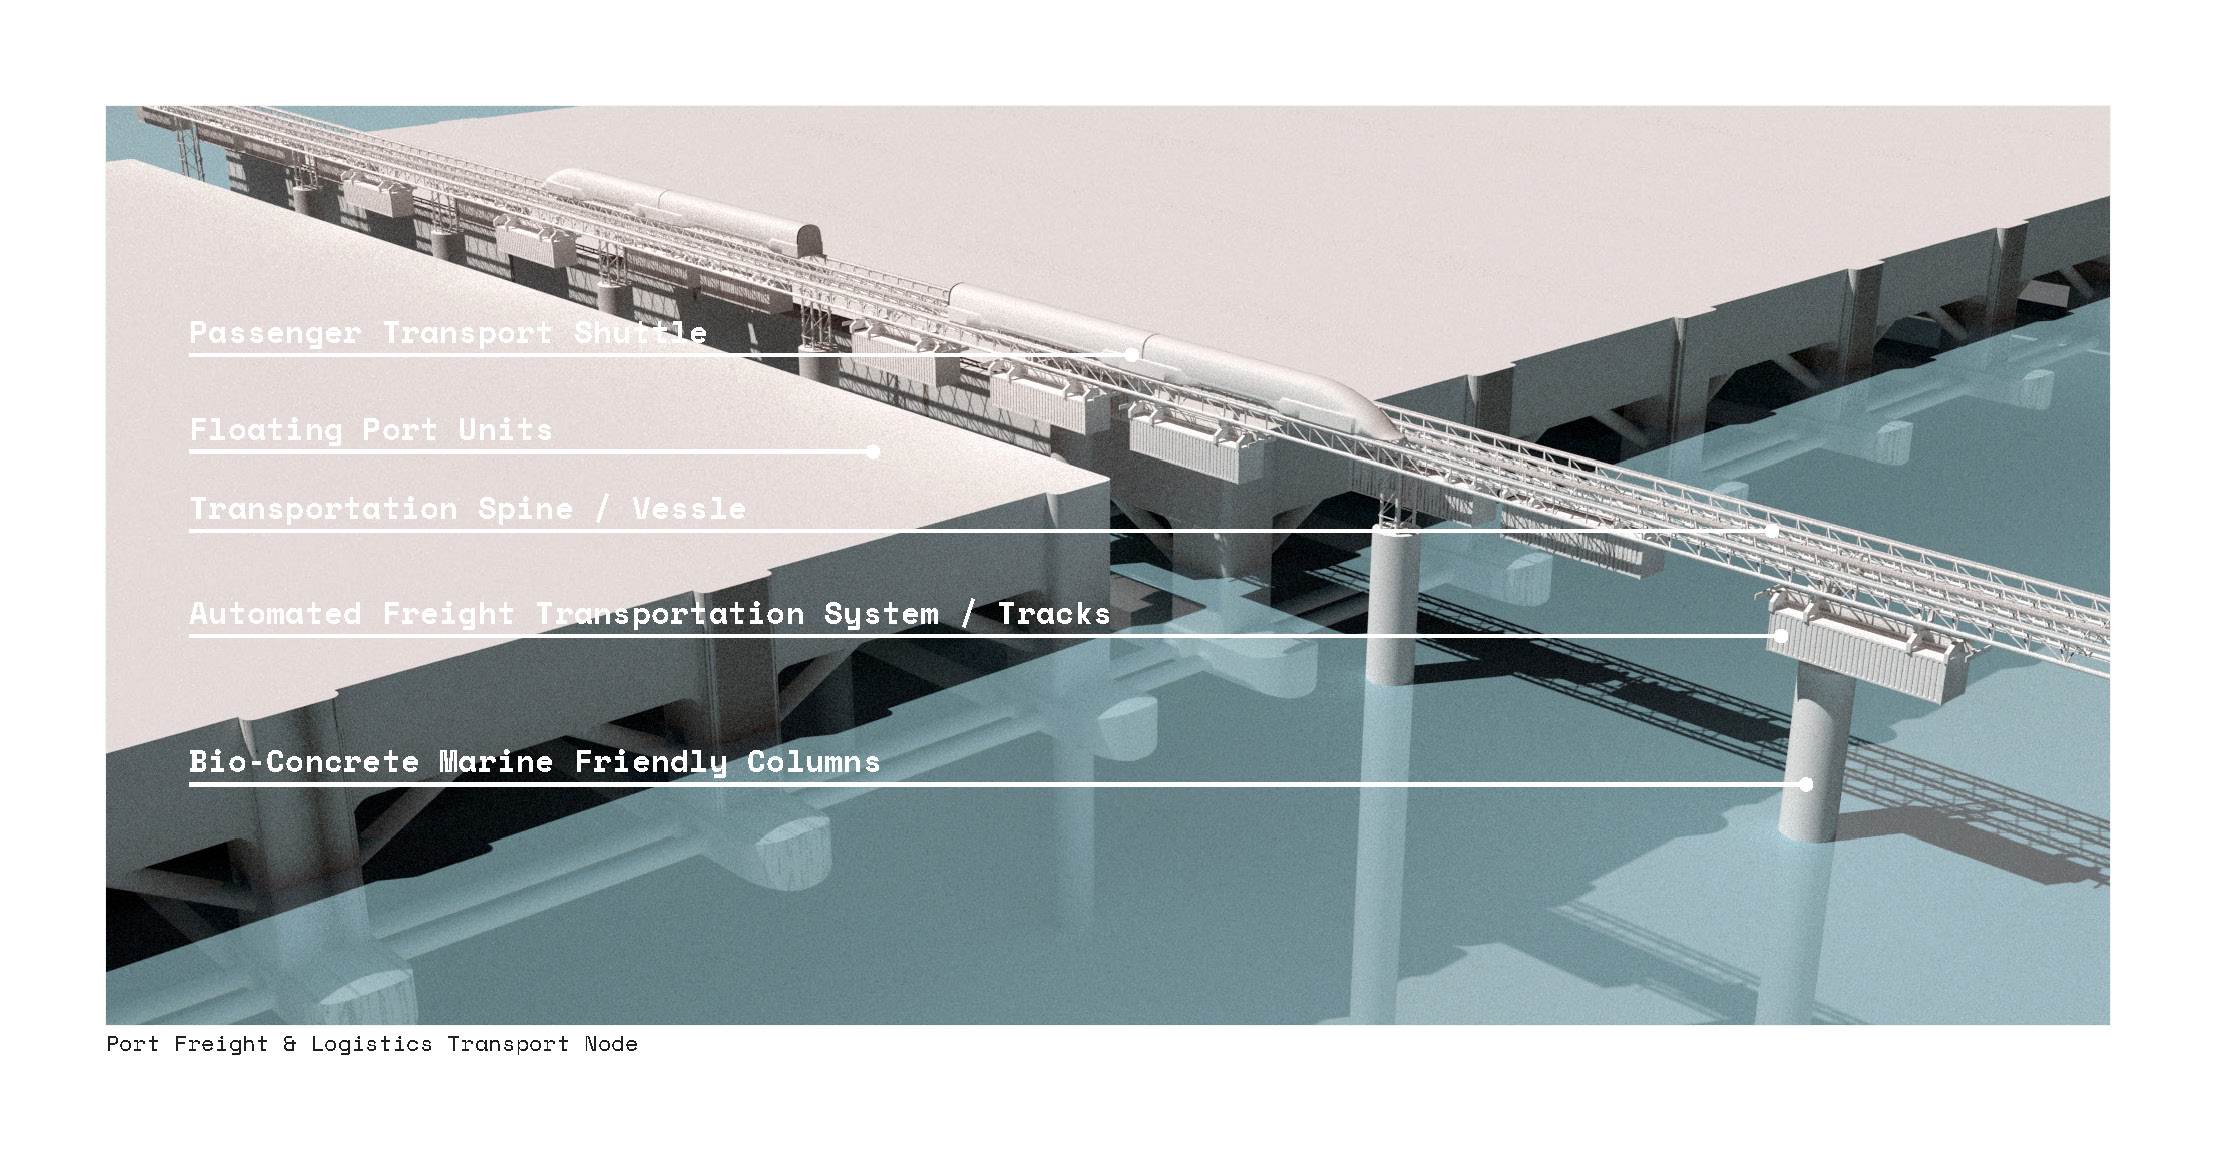 Passenger Transport Shuttle
Floating Port Units
Transportation Spine / Vessle
Automated Freight Transportation System / Tracks
Bio-Concrete Marine Friendly Columns
Port Freight & Logistics Transport Node